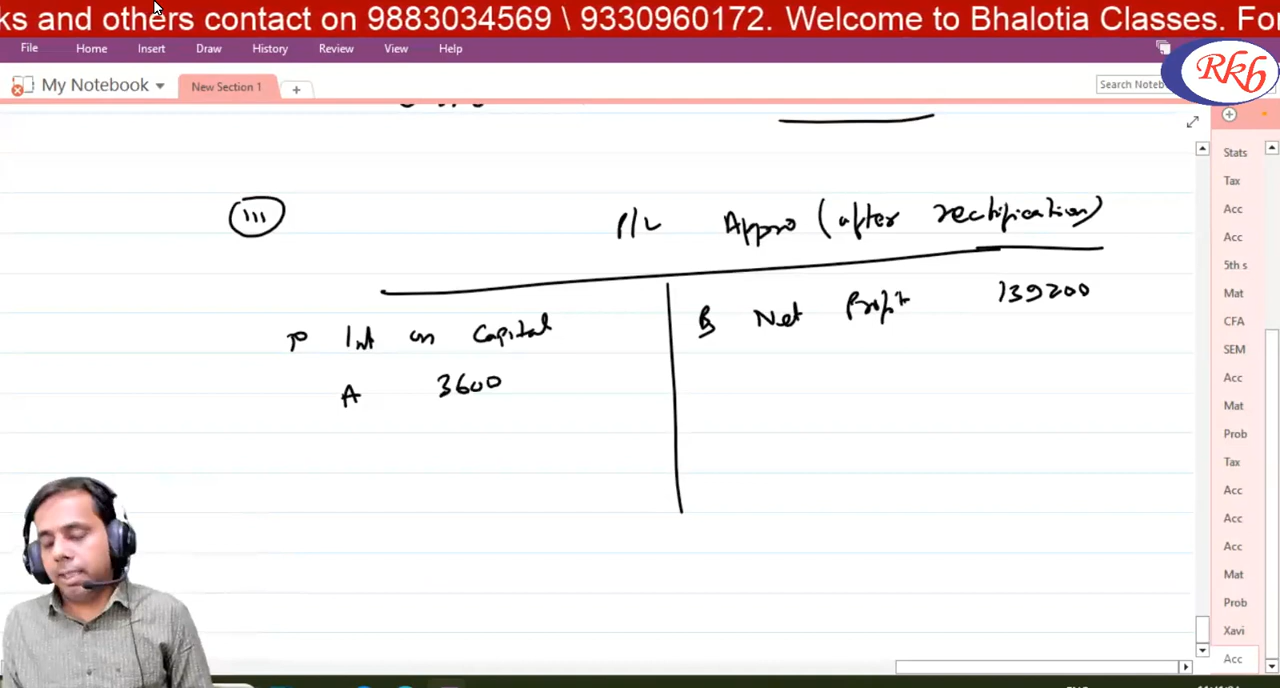 ks and others contact on 9883034569 \ 9330960172. Welcome to Bhalotia Classes. Fo
File Home Insert Draw History Review View Help
Rkb
My Notebook New Section 1 +
Search Noteb
(III) P/L Appro (after rectification)
To Int on Capital
A 3600
By Net Profit 139200
Stats
Tax
Acc
Acc
5th s
Mat
CFA
SEM
Acc
Mat
Prob
Tax
Acc
Acc
Acc
Mat
Prob
Xavi
Acc